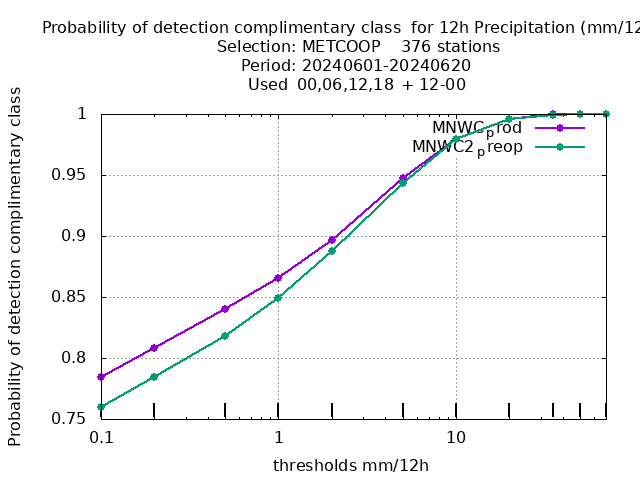 Probability of detection complimentary class for 12h Precipitation (mm/12
Selection: METCOOP 376 stations
Period: 20240601-20240620
Used 00,06,12,18 + 12-00
Probability of detection complimentary class
1
0.95
0.9
0.85
0.8
0.75
MNWCprod
MNWC2preop
0.1 1 10
thresholds mm/12h